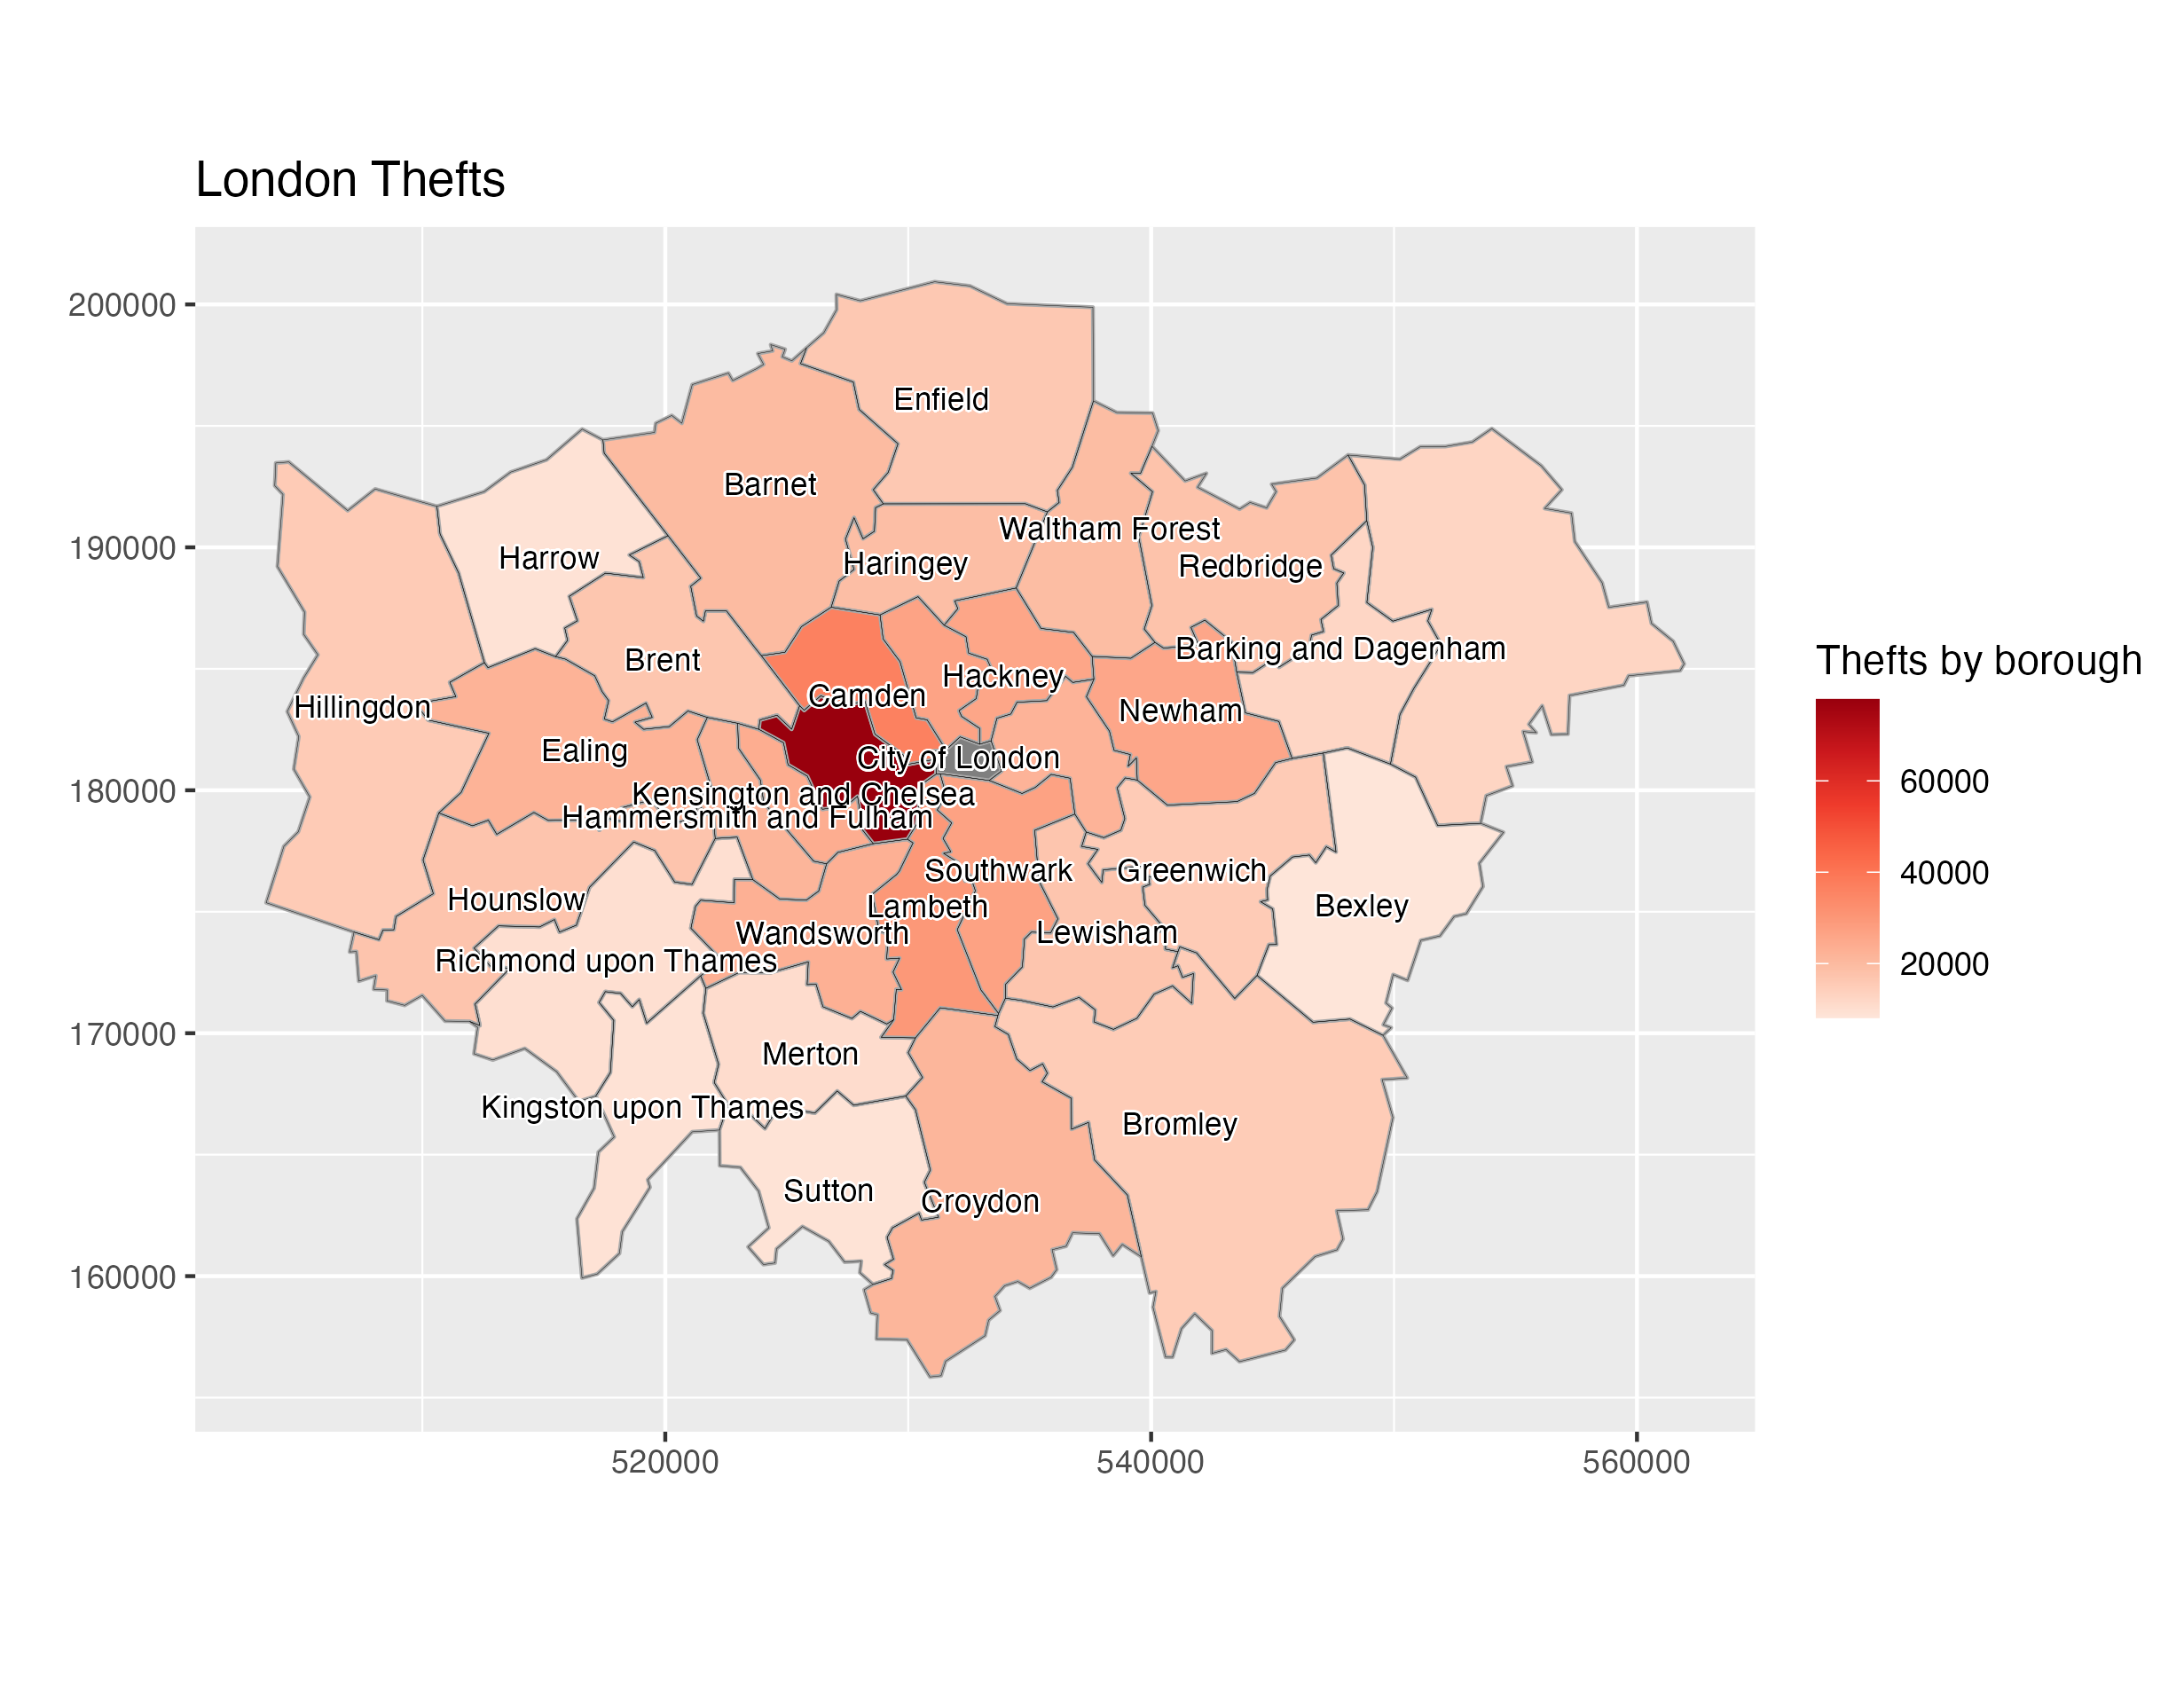 London Thefts
200000
190000
180000
170000
160000
520000
540000
560000
Enfield
Barnet
Waltham Forest
Harrow
Haringey
Redbridge
Barking and Dagenham
Brent
Hackney
Camden
Hillingdon
Newham
Ealing
City of London
Kensington and Chelsea
Hammersmith and Fulham
Southwark
Greenwich
Hounslow
Lambeth
Bexley
Wandsworth
Lewisham
Richmond upon Thames
Merton
Kingston upon Thames
Bromley
Sutton
Croydon
Thefts by borough
60000
40000
20000